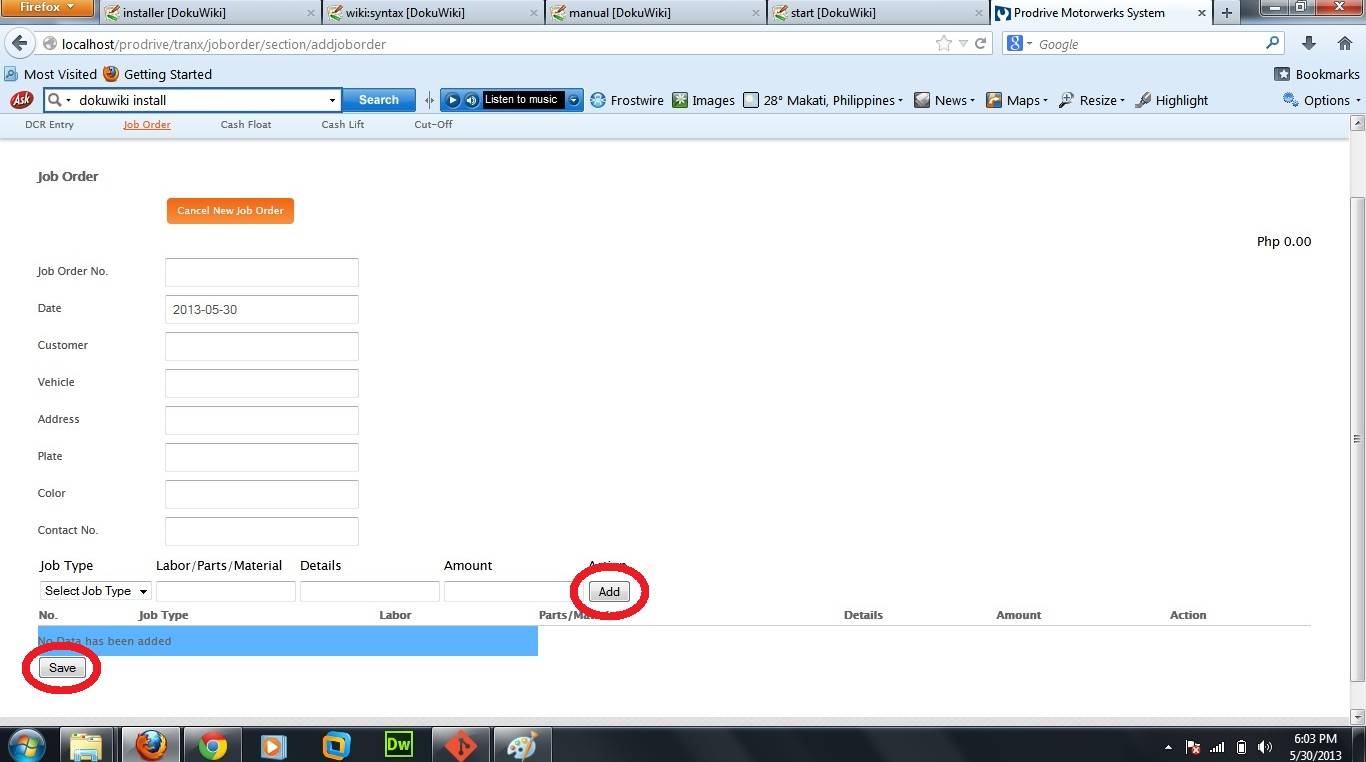 Firefox
installer [DokuWiki]
wiki:syntax [DokuWiki]
manual [DokuWiki]
start [DokuWiki]
Prodrive Motorwerks System
localhost/prodrive/tranx/joborder/section/addjoborder
Google
Most Visited Getting Started
Bookmarks
Ask dokuwiki install Search Listen to music Frostwire Images 28° Makati, Philippines News Maps Resize Highlight Options
DCR Entry Job Order Cash Float Cash Lift Cut-Off
Job Order
Cancel New Job Order
Php 0.00
Job Order No.
Date 2013-05-30
Customer
Vehicle
Address
Plate
Color
Contact No.
Job Type Labor/Parts/Material Details Amount
Select Job Type Add
No. Job Type Labor Details Amount Action
No Data has been added
Save
Dw
6:03 PM
5/30/2013